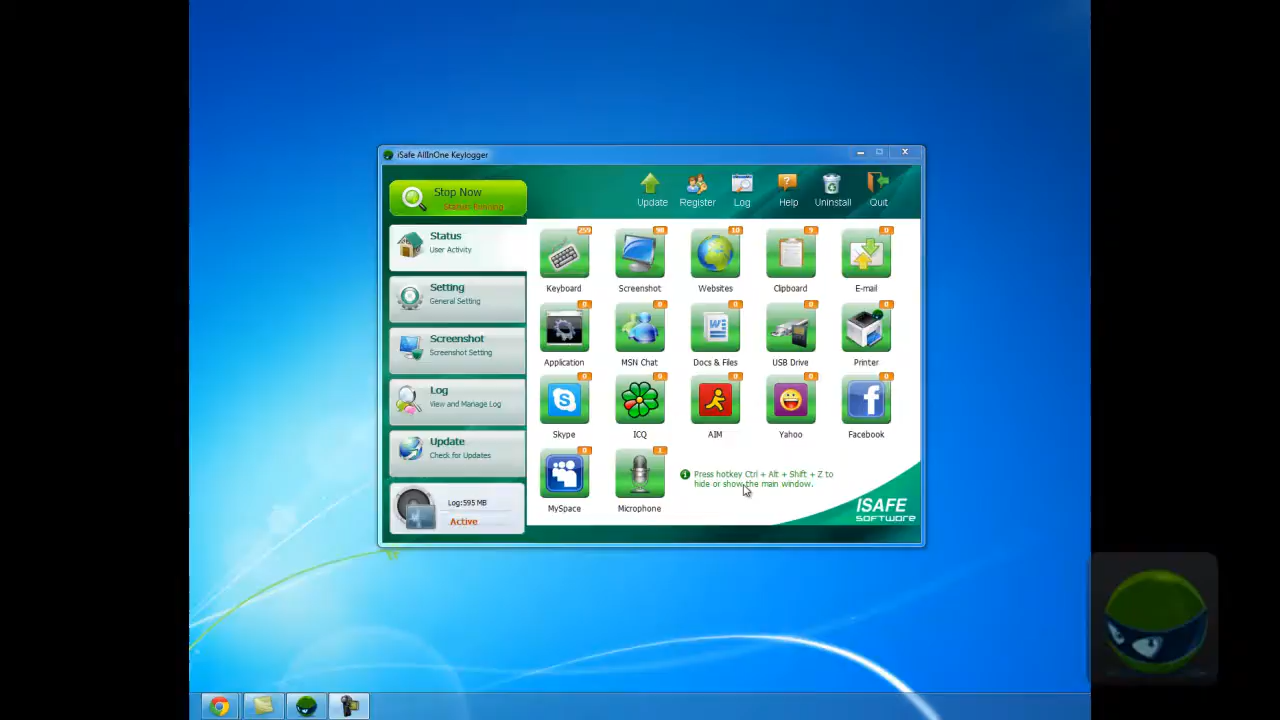 iSafe AllInOne Keylogger
Stop Now
Status: Running
Update
Register
Log
Help
Uninstall
Quit
Status
User Activity
Setting
General Setting
Screenshot
Screenshot Setting
Log
View and Manage Log
Update
Check for Updates
Log:595 MB
Active
259
98
10
9
0
Keyboard
Screenshot
Websites
Clipboard
E-mail
0
0
0
0
0
Application
MSN Chat
Docs & Files
USB Drive
Printer
0
0
0
0
0
Skype
ICQ
AIM
Yahoo
Facebook
0
1
MySpace
Microphone
Press hotkey Ctrl + Alt + Shift + Z to
hide or show the main window.
ISAFE
SOFTWARE